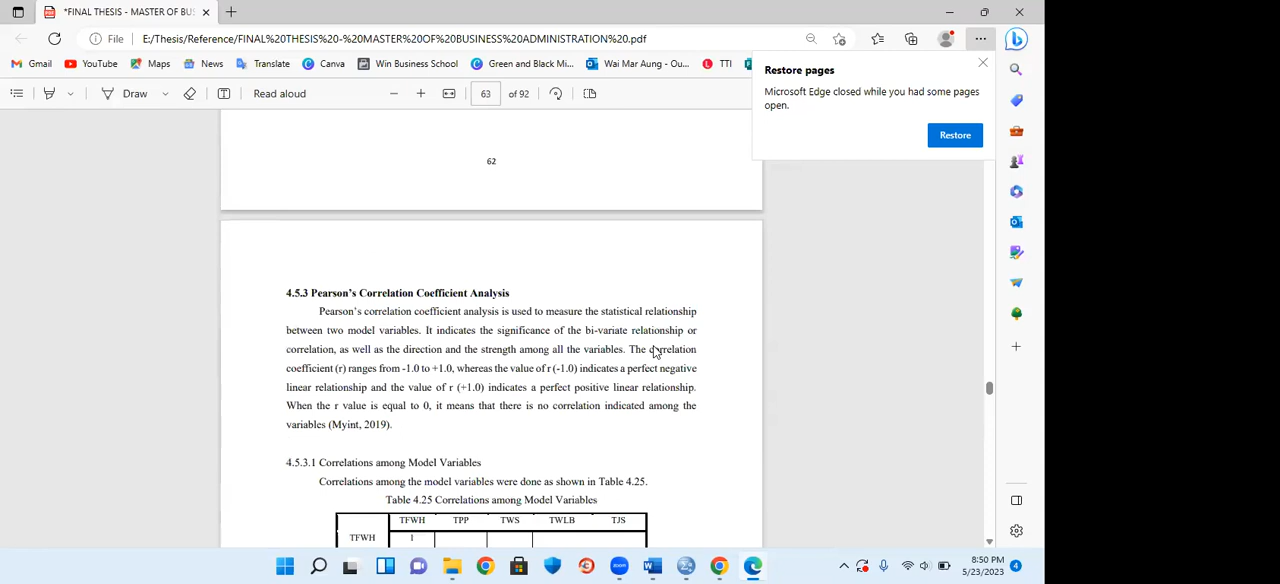 *FINAL THESIS - MASTER OF BUS
File
E:/Thesis/Reference/FINAL%20THESIS%20-%20MASTER%20OF%20BUSINESS%20ADMINISTRATION%20.pdf
Gmail
YouTube
Maps
News
Translate
Canva
Win Business School
Green and Black Mi...
Wai Mar Aung - Ou...
TTI
Draw
Read aloud
63
of 92
Restore pages
Microsoft Edge closed while you had some pages
open.
Restore
62
4.5.3 Pearson's Correlation Coefficient Analysis
Pearson's correlation coefficient analysis is used to measure the statistical relationship
between two model variables. It indicates the significance of the bi-variate relationship or
correlation, as well as the direction and the strength among all the variables. The correlation
coefficient (r) ranges from -1.0 to +1.0, whereas the value of r (-1.0) indicates a perfect negative
linear relationship and the value of r (+1.0) indicates a perfect positive linear relationship.
When the r value is equal to 0, it means that there is no correlation indicated among the
variables (Myint, 2019).
4.5.3.1 Correlations among Model Variables
Correlations among the model variables were done as shown in Table 4.25.
Table 4.25 Correlations among Model Variables
TFWH TPP TWS TWLB TJS
TFWH 1
8:50 PM
5/23/2023
4